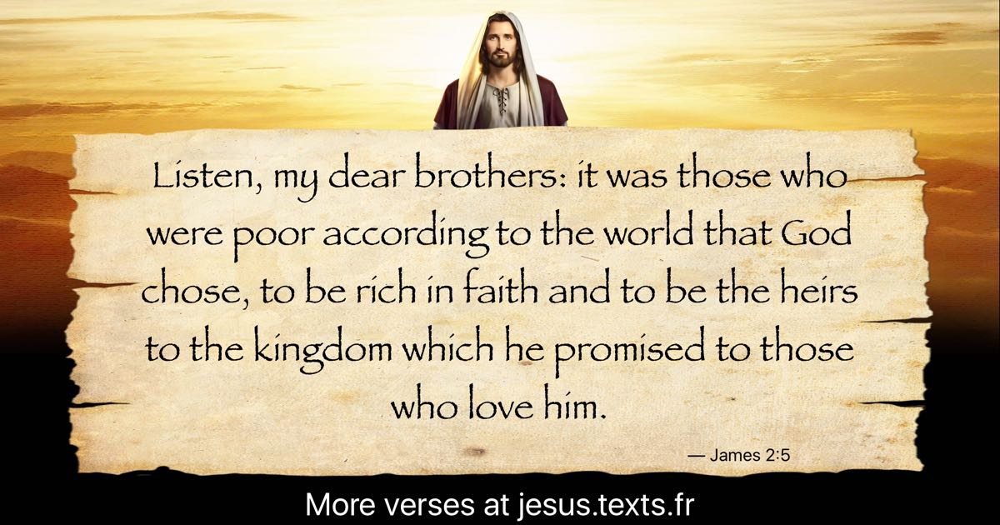 Listen, my dear brothers: it was those who
were poor according to the world that God
chose, to be rich in faith and to be the heirs
to the kingdom which he promised to those
who love him.
— James 2:5
More verses at jesus.texts.fr